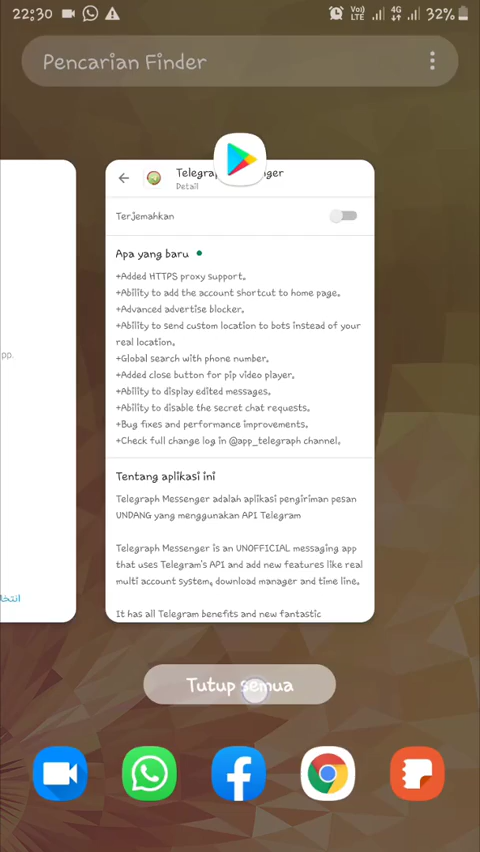 22:30
Vo)) LTE
4G
32%
Pencarian Finder
Detail
Terjemahkan
Apa yang baru
+Added HTTPS proxy support.
+Ability to add the account shortcut to home page.
+Advanced advertise blocker.
+Ability to send custom location to bots instead of your
real location.
+Global search with phone number.
+Added close button for pip video player.
+Ability to display edited messages.
+Ability to disable the secret chat requests.
+Bug fixes and performance improvements.
+Check full change log in @app_telegraph channel.
Tentang aplikasi ini
Telegraph Messenger adalah aplikasi pengiriman pesan
UNDANG yang menggunakan API Telegram
Telegraph Messenger is an UNOFFICIAL messaging app
that uses Telegram's API and add new features like real
multi account system, download manager and time line.
It has all Telegram benefits and new fantastic
pp.
Tutup semua